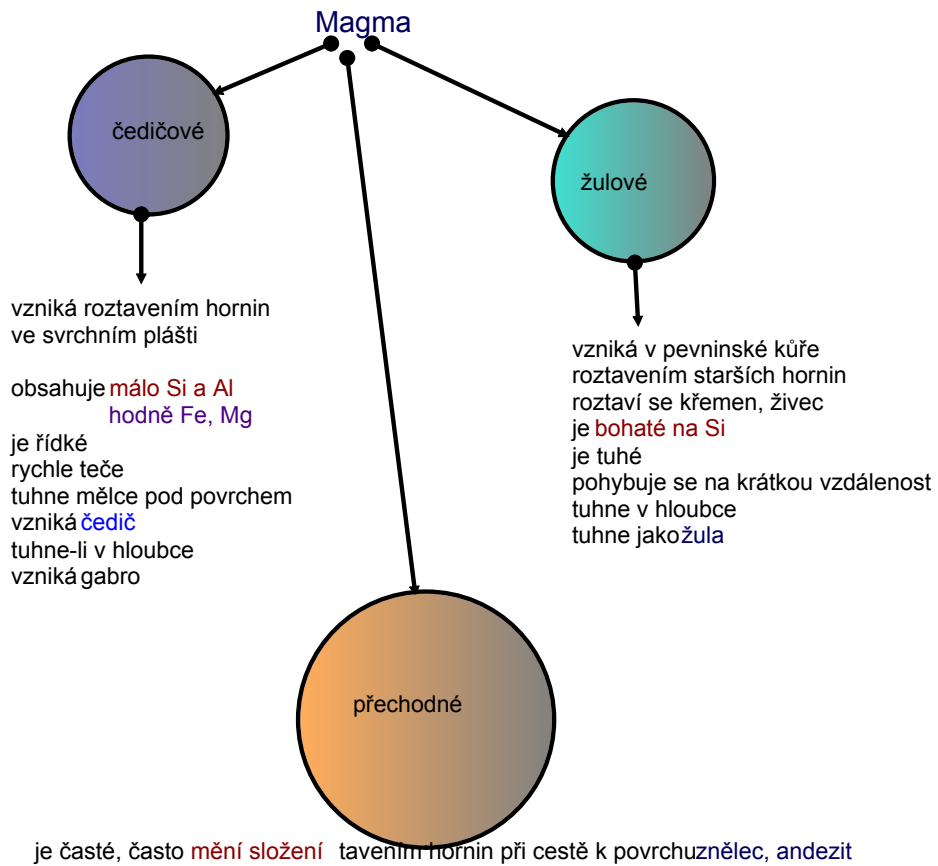 Magma
čedičové
žulové
vzniká roztavením hornin
ve svrchním plášti
obsahuje málo Si a Al
hodně Fe, Mg
je řídké
rychle teče
tuhne mělce pod povrchem
vzniká čedič
tuhne-li v hloubce
vzniká gabro
vzniká v pevninské kůře
roztavením starších hornin
roztaví se křemen, živec
je bohaté na Si
je tuhé
pohybuje se na krátkou vzdálenost
tuhne v hloubce
tuhne jako žula
přechodné
je časté, často mění složení tavením hornin při cestě k povrchu znělec, andezit